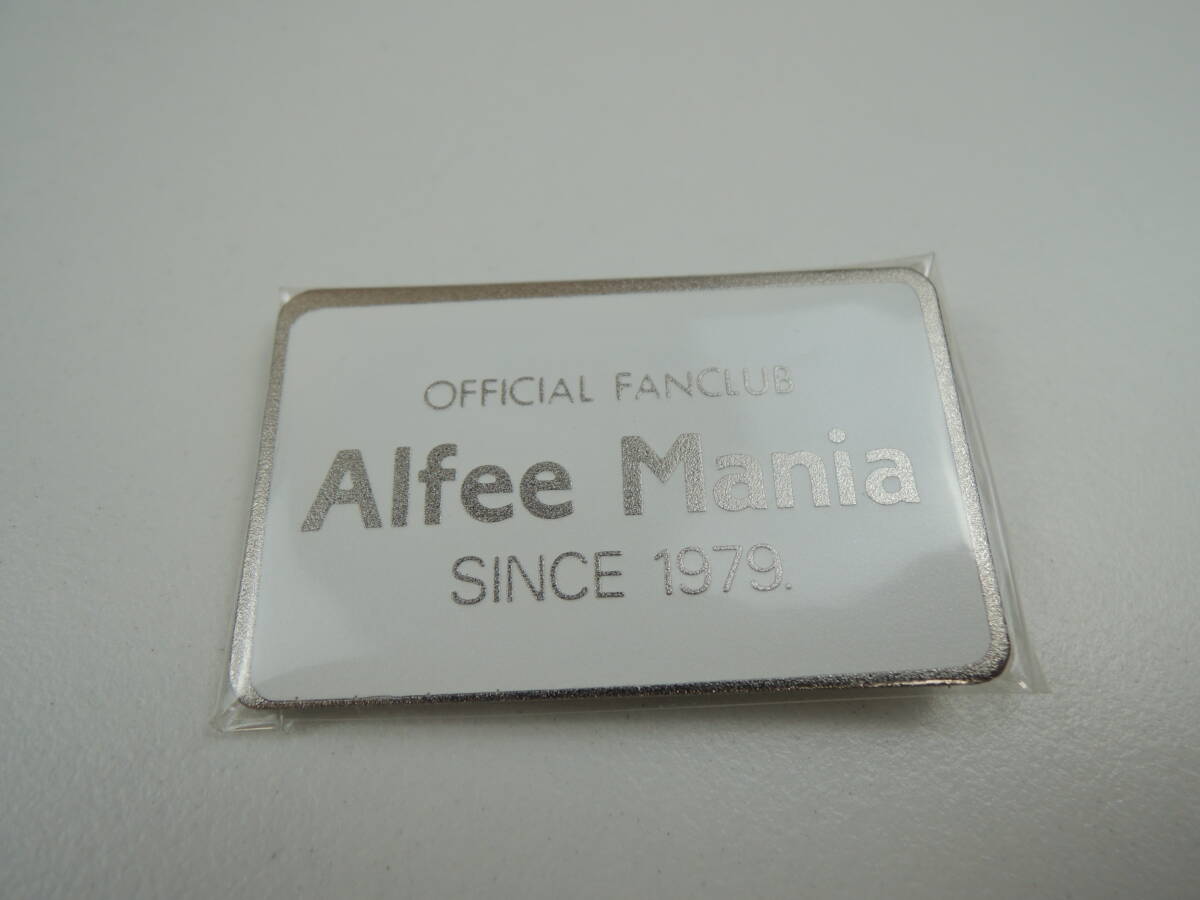 OFFICIAL FANCLUB
Alfee Mania
SINCE 1979.